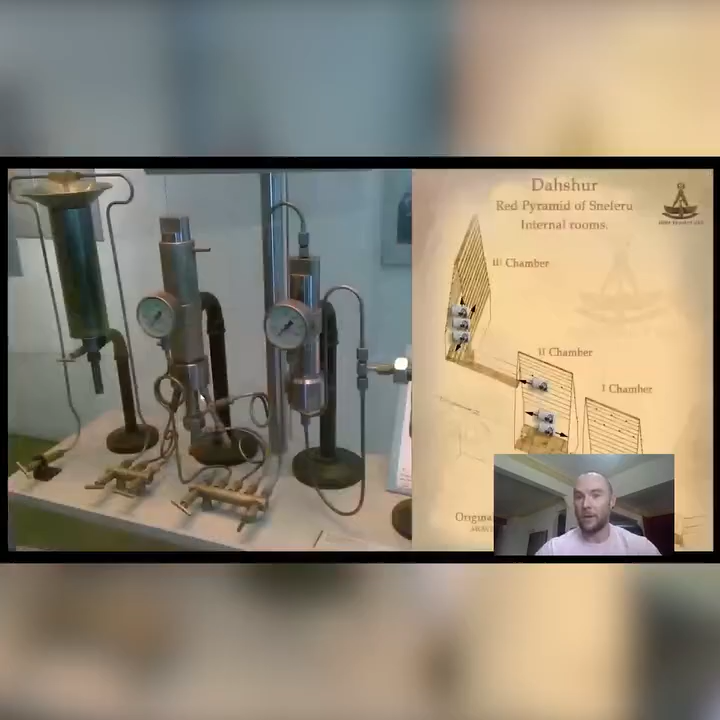 Dahshur
Red Pyramid of Sneferu
Internal rooms.
III Chamber
II Chamber
I Chamber
Origina